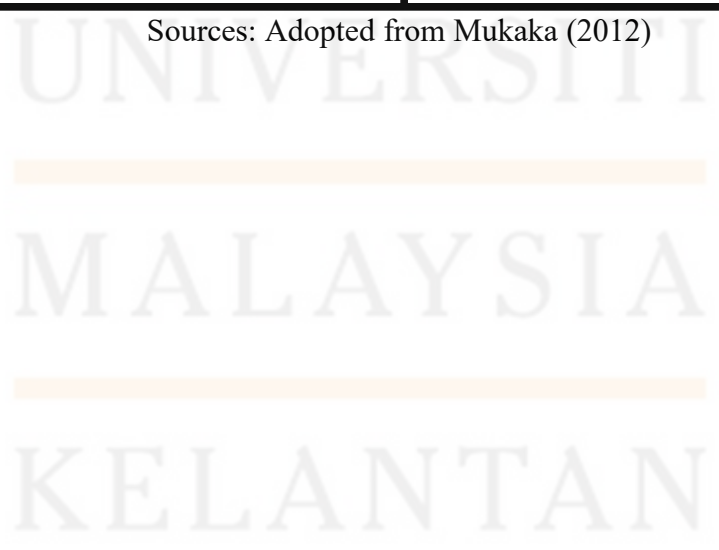 Sources: Adopted from Mukaka (2012)
UNIVERSITI
MALAYSIA
KELANTAN